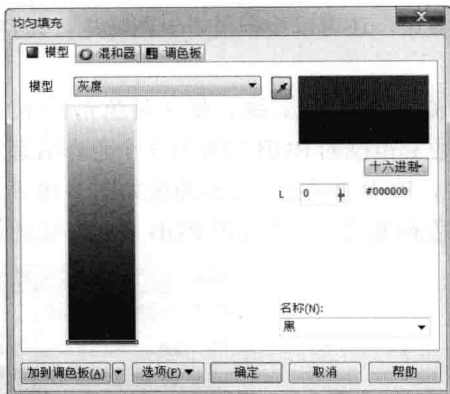 均匀填充
模型 混和器 调色板
模型 灰度
十六进制
L 0 #000000
名称(N):
黑
加到调色板(A) 选项(P) 确定 取消 帮助